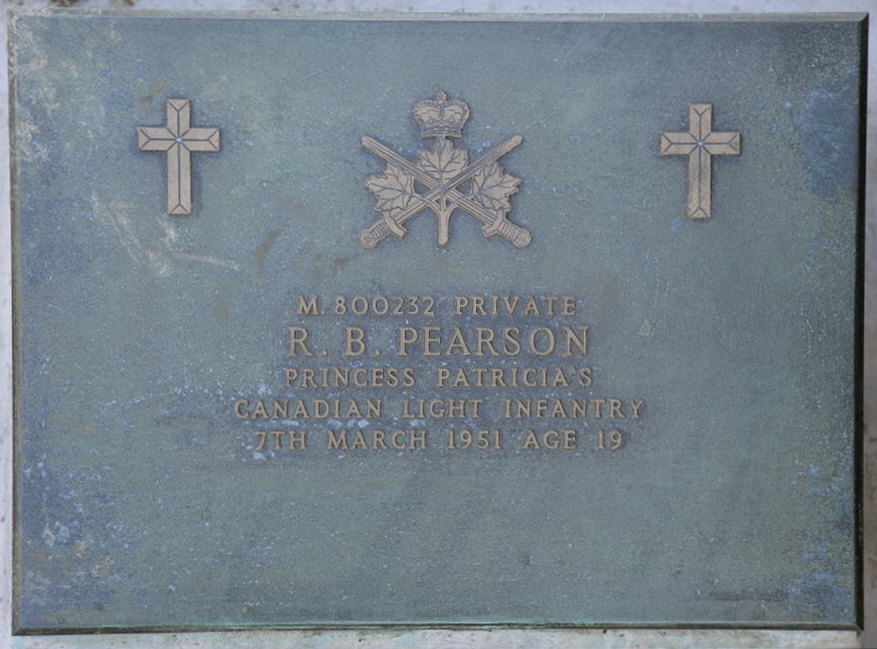 M. 800232 PRIVATE
R. B. PEARSON
PRINCESS PATRICIA'S
CANADIAN LIGHT INFANTRY
7TH MARCH 1951 AGE 19